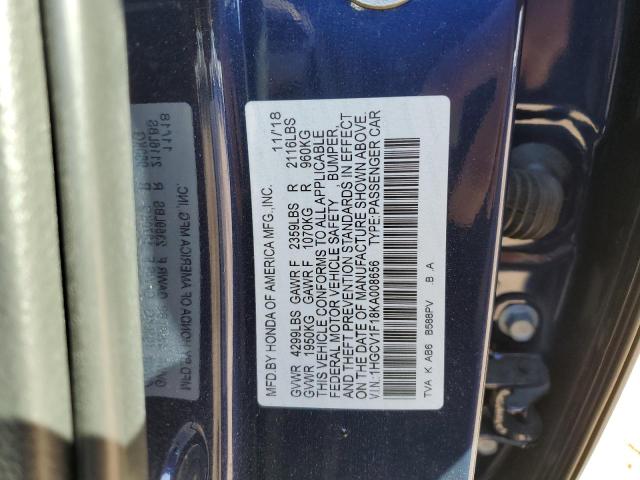 MFD.BY HONDA OF AMERICA MFG.,INC. 11/18
GVWR 4299LBS GAWR F 2359LBS R 2116LBS
GVWR 1950KG GAWR F 1070KG R 960KG
THIS VEHICLE CONFORMS TO ALL APPLICABLE
FEDERAL MOTOR VEHICLE SAFETY , BUMPER,
AND THEFT PREVENTION STANDARDS IN EFFECT
ON THE DATE OF MANUFACTURE SHOWN ABOVE.
V.I.N.:1HGCV1F18KA008656 TYPE:PASSENGER CAR
TVA K AB6 B588PV .B .A